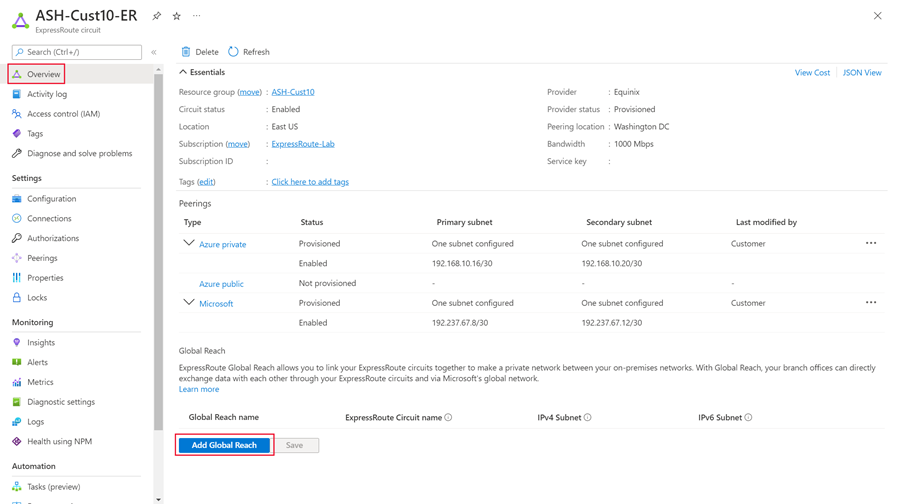 ASH-Cust10-ER
ExpressRoute circuit
Search (Ctrl+/)
Overview
Activity log
Access control (IAM)
Tags
Diagnose and solve problems
Settings
Configuration
Connections
Authorizations
Peerings
Properties
Locks
Monitoring
Insights
Alerts
Metrics
Diagnostic settings
Logs
Health using NPM
Automation
Tasks (preview)
Delete Refresh
Essentials View Cost JSON View
Resource group (move) : ASH-Cust10 Provider : Equinix
Circuit status : Enabled Provider status : Provisioned
Location : East US Peering location : Washington DC
Subscription (move) : ExpressRoute-Lab Bandwidth : 1000 Mbps
Subscription ID : Service key :
Tags (edit) : Click here to add tags
Peerings
Type Status Primary subnet Secondary subnet Last modified by
Azure private Provisioned One subnet configured One subnet configured Customer
Enabled 192.168.10.16/30 192.168.10.20/30
Azure public Not provisioned - - -
Microsoft Provisioned One subnet configured One subnet configured Customer
Enabled 192.237.67.8/30 192.237.67.12/30
Global Reach
ExpressRoute Global Reach allows you to link your ExpressRoute circuits together to make a private network between your on-premises networks. With Global Reach, your branch offices can directly
exchange data with each other through your ExpressRoute circuits and via Microsoft's global network.
Learn more
Global Reach name ExpressRoute Circuit name IPv4 Subnet IPv6 Subnet
Add Global Reach Save